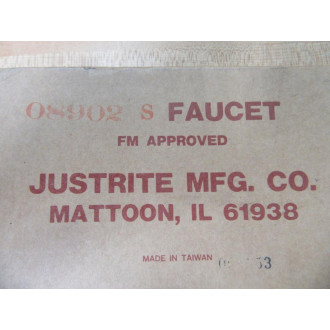 08902 S FAUCET
FM APPROVED
JUSTRITE MFG. CO.
MATTOON, IL 61938
MADE IN TAIWAN